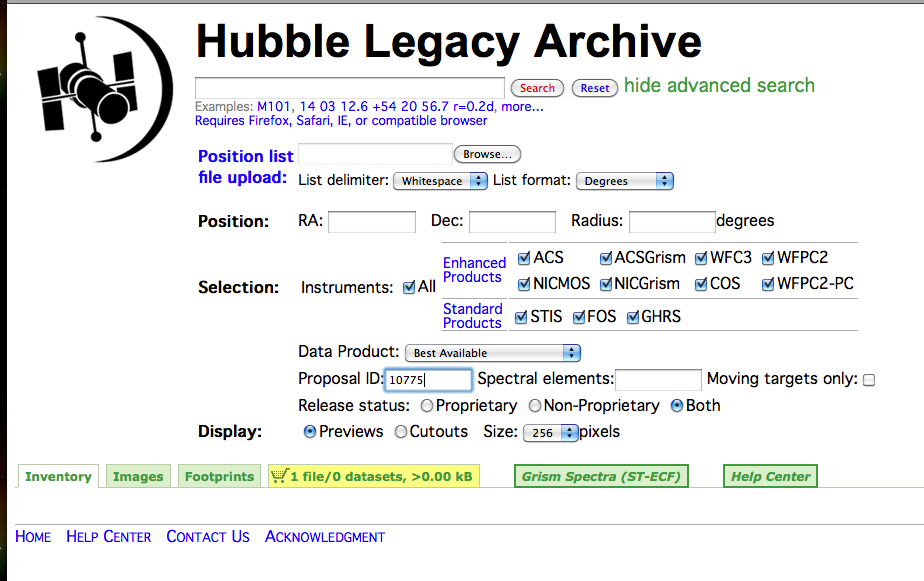 Hubble Legacy Archive
Search Reset hide advanced search
Examples: M101, 14 03 12.6 +54 20 56.7 r=0.2d, more...
Requires Firefox, Safari, IE, or compatible browser
Position list Browse...
file upload: List delimiter: Whitespace List format: Degrees
Position: RA: Dec: Radius: degrees
Enhanced Products ACS ACSGrism WFC3 WFPC2
Selection: Instruments: All NICMOS NICGrism COS WFPC2-PC
Standard Products STIS FOS GHRS
Data Product: Best Available
Proposal ID: 10775 Spectral elements: Moving targets only:
Release status: Proprietary Non-Proprietary Both
Display: Previews Cutouts Size: 256 pixels
Inventory Images Footprints 1 file/0 datasets, >0.00 kB Grism Spectra (ST-ECF) Help Center
HOME HELP CENTER CONTACT US ACKNOWLEDGMENT